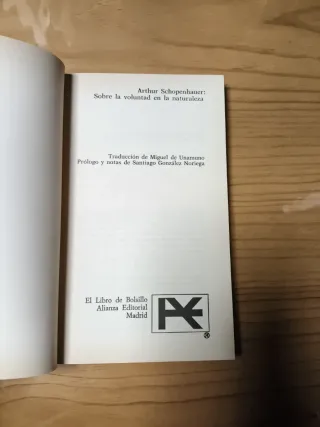 Arthur Schopenhauer:
Sobre la voluntad en la naturaleza
Traducción de Miguel de Unamuno
Prólogo y notas de Santiago González Noriega
El Libro de Bolsillo
Alianza Editorial
Madrid